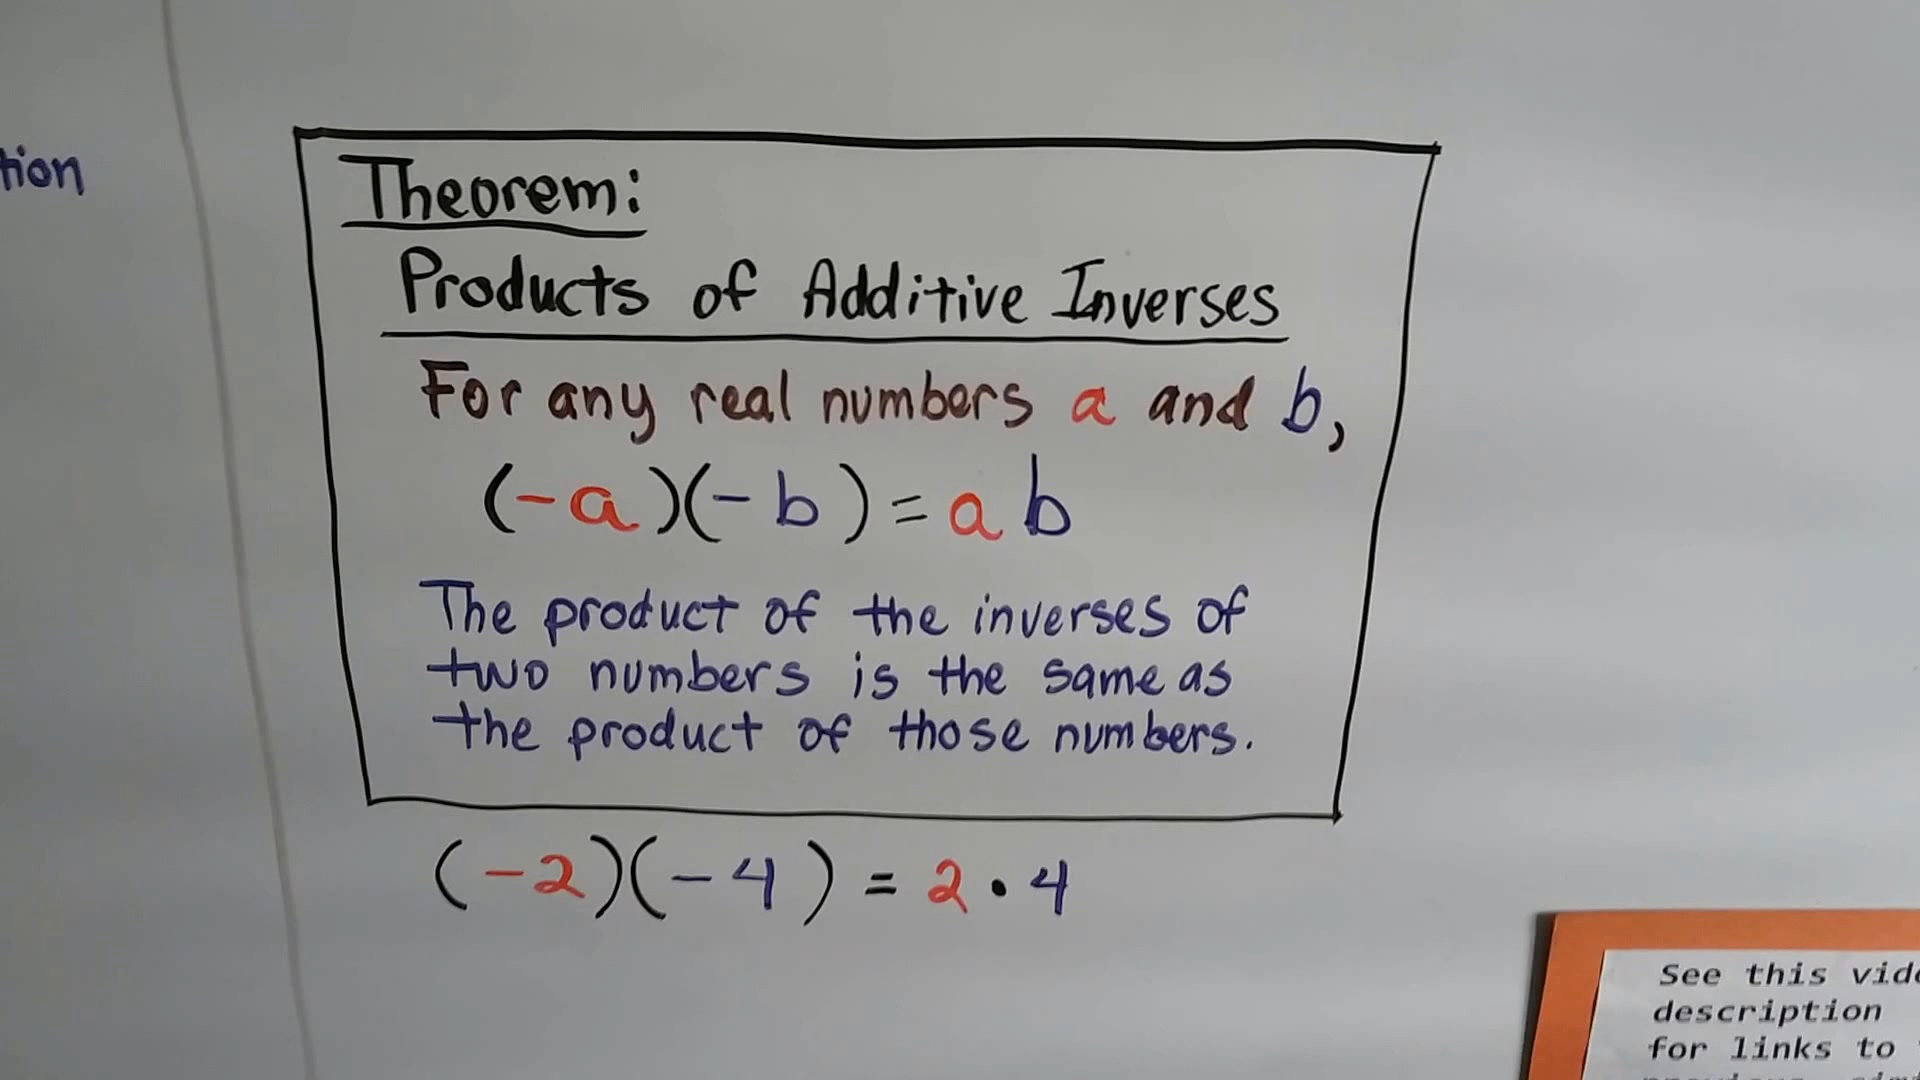 tion
Theorem:
Products of Additive Inverses
For any real numbers a and b,
(-a)(-b) = ab
The product of the inverses of
two numbers is the same as
the product of those numbers.
(-2)(-4) = 2 • 4
See this
description
for links to